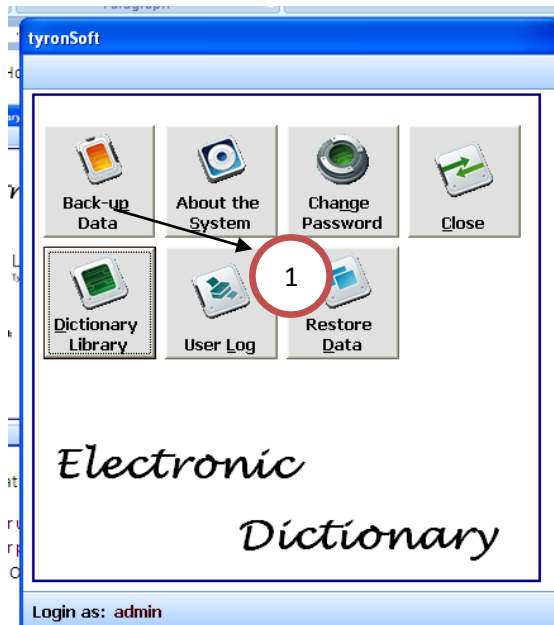 Paragraph
tyronSoft
Back-up
Data
About the
System
Change
Password
Close
1
Dictionary
Library
User Log
Restore
Data
Electronic
Dictionary
Login as: admin